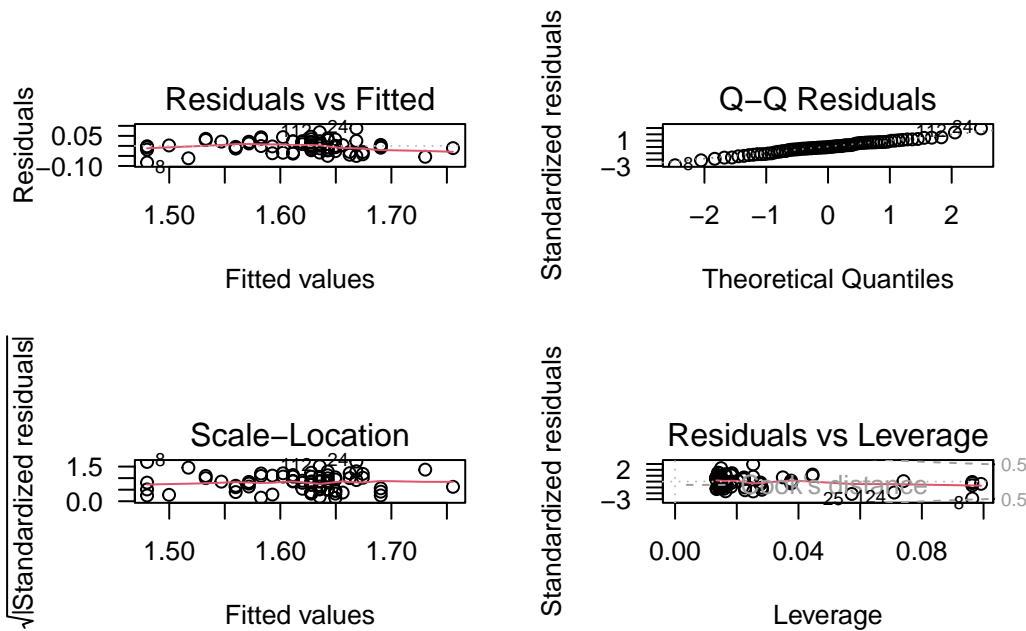 Residuals vs Fitted
Residuals
0.05
−0.10
112
24
8
1.50 1.60 1.70
Fitted values
Q−Q Residuals
Standardized residuals
1
−3
112
24
8
−2 −1 0 1 2
Theoretical Quantiles
Scale−Location
√|Standardized residuals|
1.5
0.0
8
112
24
1.50 1.60 1.70
Fitted values
Residuals vs Leverage
Standardized residuals
2
−3
Cook's distance
0.5
0.5
8
0.00 0.04 0.08
Leverage